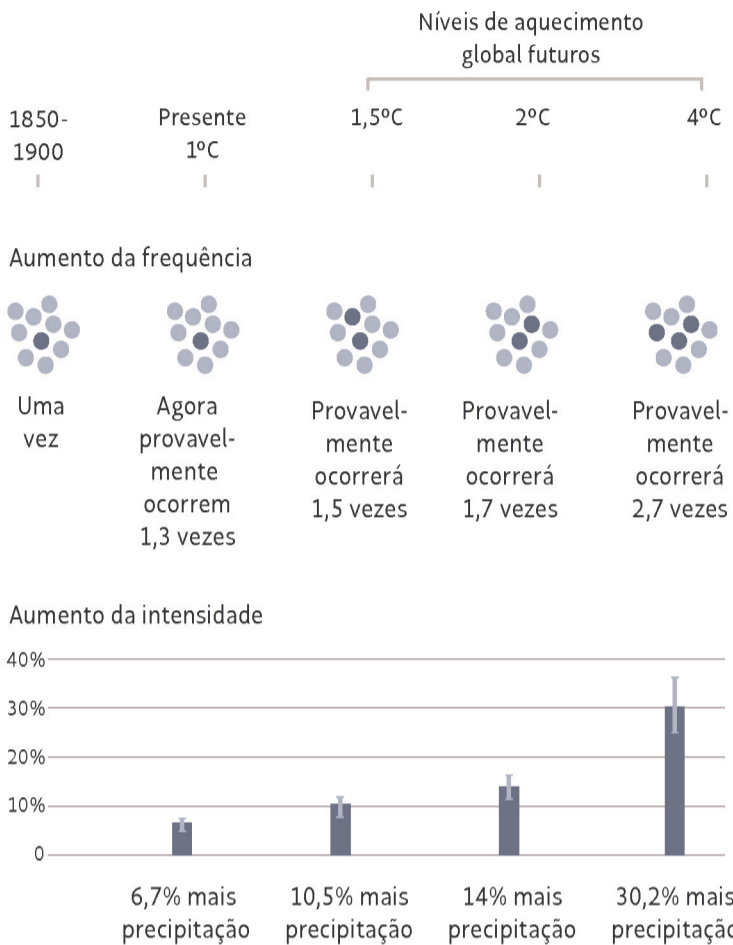 Níveis de aquecimento
global futuros
1850-
1900
Presente
1ºC
1,5ºC
2ºC
4ºC
Aumento da frequência
Uma
vez
Agora
provavel-
mente
ocorrem
1,3 vezes
Provavel-
mente
ocorrerá
1,5 vezes
Provavel-
mente
ocorrerá
1,7 vezes
Provavel-
mente
ocorrerá
2,7 vezes
Aumento da intensidade
40%
30%
20%
10%
0
6,7% mais
precipitação
10,5% mais
precipitação
14% mais
precipitação
30,2% mais
precipitação